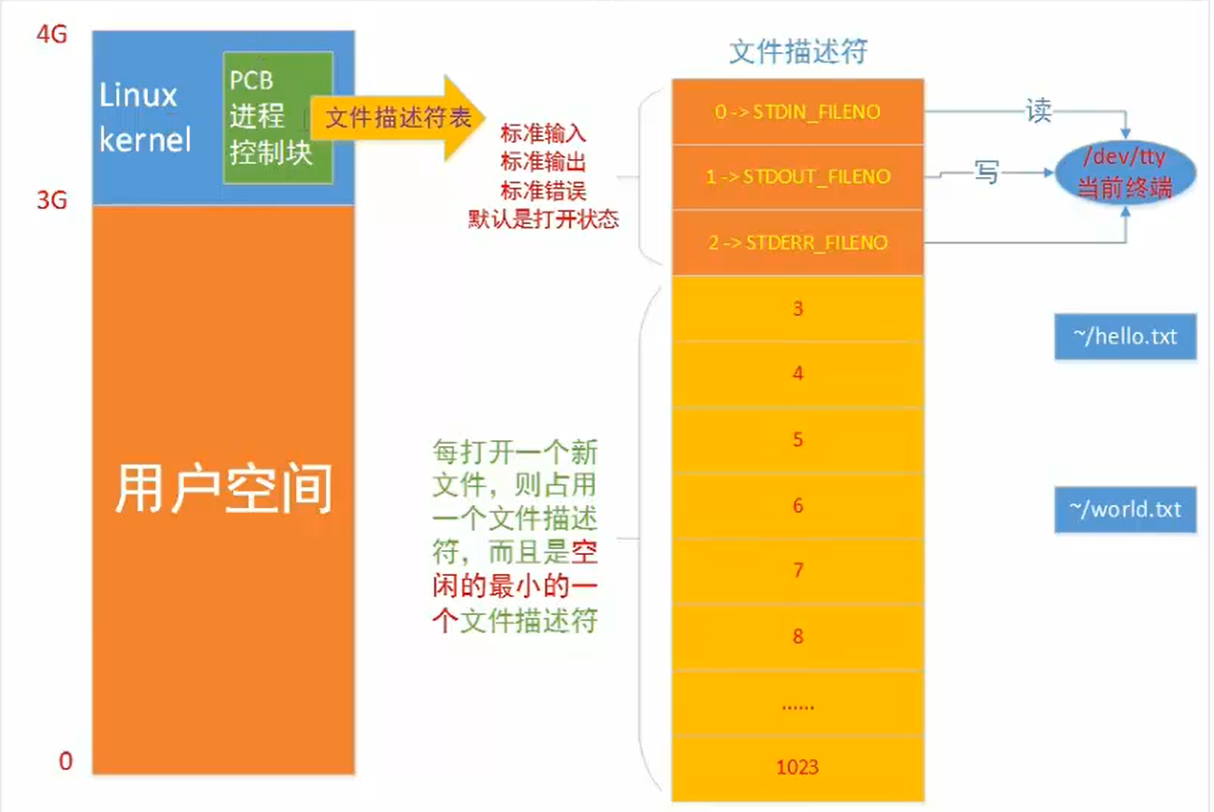 4G
Linux
kernel
PCB
进程
控制块
文件描述符表
3G
用户空间
0
标准输入
标准输出
标准错误
默认是打开状态
每打开一个新
文件，则占用
一个文件描述
符，而且是空
闲的最小的一
个文件描述符
文件描述符
0 -> STDIN_FILENO
1 -> STDOUT_FILENO
2 -> STDERR_FILENO
3
4
5
6
7
8
......
1023
读
写
/dev/tty
当前终端
~/hello.txt
~/world.txt